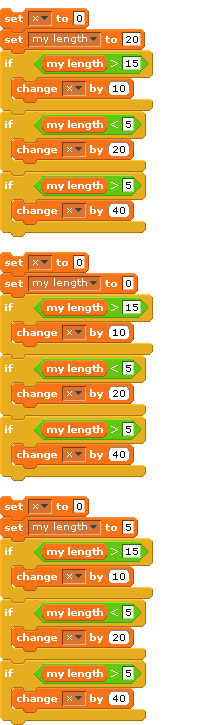 set x to 0
set my length to 20
if my length > 15
change x by 10
if my length < 5
change x by 20
if my length > 5
change x by 40
set x to 0
set my length to 0
if my length > 15
change x by 10
if my length < 5
change x by 20
if my length > 5
change x by 40
set x to 0
set my length to 5
if my length > 15
change x by 10
if my length < 5
change x by 20
if my length > 5
change x by 40